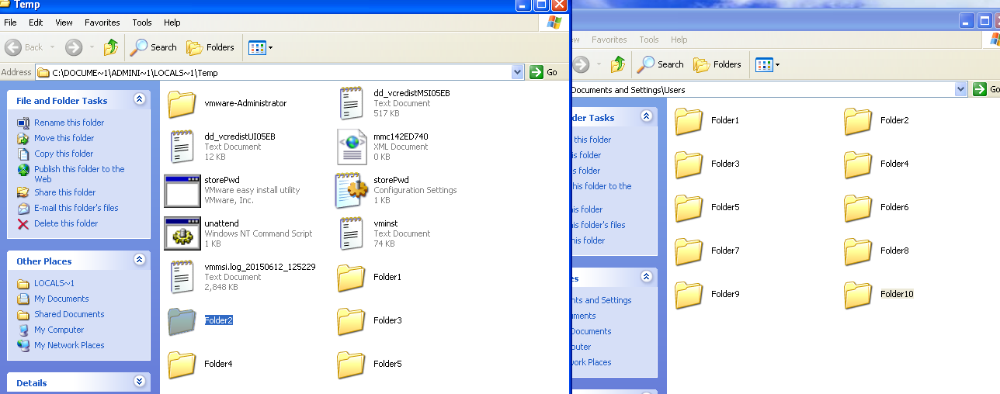 Temp
File Edit View Favorites Tools Help
Back Search Folders
Address C:\DOCUME~1\ADMINI~1\LOCALS~1\Temp Go
File and Folder Tasks
Rename this folder
Move this folder
Copy this folder
Publish this folder to the
Web
Share this folder
E-mail this folder's files
Delete this folder
Other Places
LOCALS~1
My Documents
Shared Documents
My Computer
My Network Places
Details
vmware-Administrator
dd_vcredistMSI05EB
Text Document
517 KB
dd_vcredistUI05EB
Text Document
12 KB
mmc142ED740
XML Document
0 KB
storePwd
VMware easy install utility
VMware, Inc.
storePwd
Configuration Settings
1 KB
unattend
Windows NT Command Script
1 KB
vminst
Text Document
74 KB
vmmsi.log_20150612_125229
Text Document
2,848 KB
Folder1
Folder2
Folder3
Folder4
Folder5
ew Favorites Tools Help
Search Folders
Documents and Settings\Users Go
der Tasks
this folder
is folder
s folder
this folder to the
is folder
is folder's files
his folder
es
nts and Settings
uments
Documents
puter
work Places
Folder1
Folder2
Folder3
Folder4
Folder5
Folder6
Folder7
Folder8
Folder9
Folder10